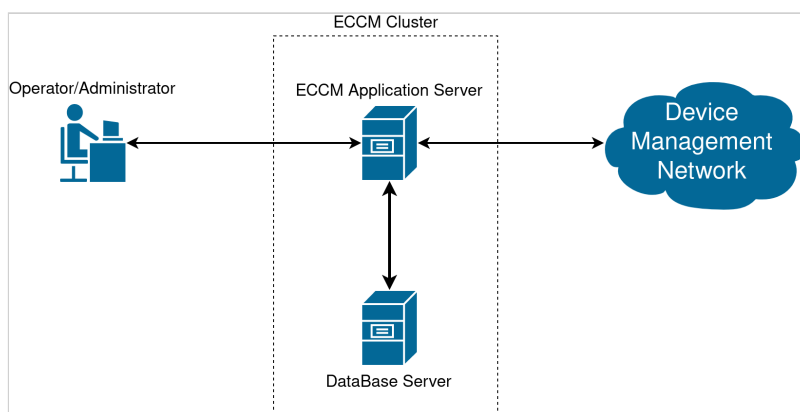 ECCM Cluster
Operator/Administrator
ECCM Application Server
Device
Management
Network
DataBase Server